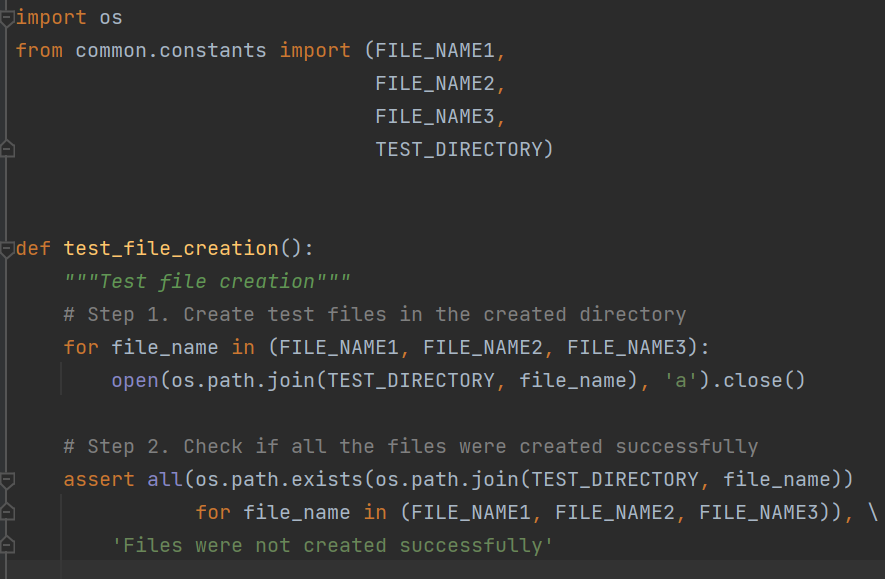 import os
from common.constants import (FILE_NAME1,
                              FILE_NAME2,
                              FILE_NAME3,
                              TEST_DIRECTORY)


def test_file_creation():
    """Test file creation"""
    # Step 1. Create test files in the created directory
    for file_name in (FILE_NAME1, FILE_NAME2, FILE_NAME3):
        open(os.path.join(TEST_DIRECTORY, file_name), 'a').close()

    # Step 2. Check if all the files were created successfully
    assert all(os.path.exists(os.path.join(TEST_DIRECTORY, file_name))
               for file_name in (FILE_NAME1, FILE_NAME2, FILE_NAME3)), \
        'Files were not created successfully'